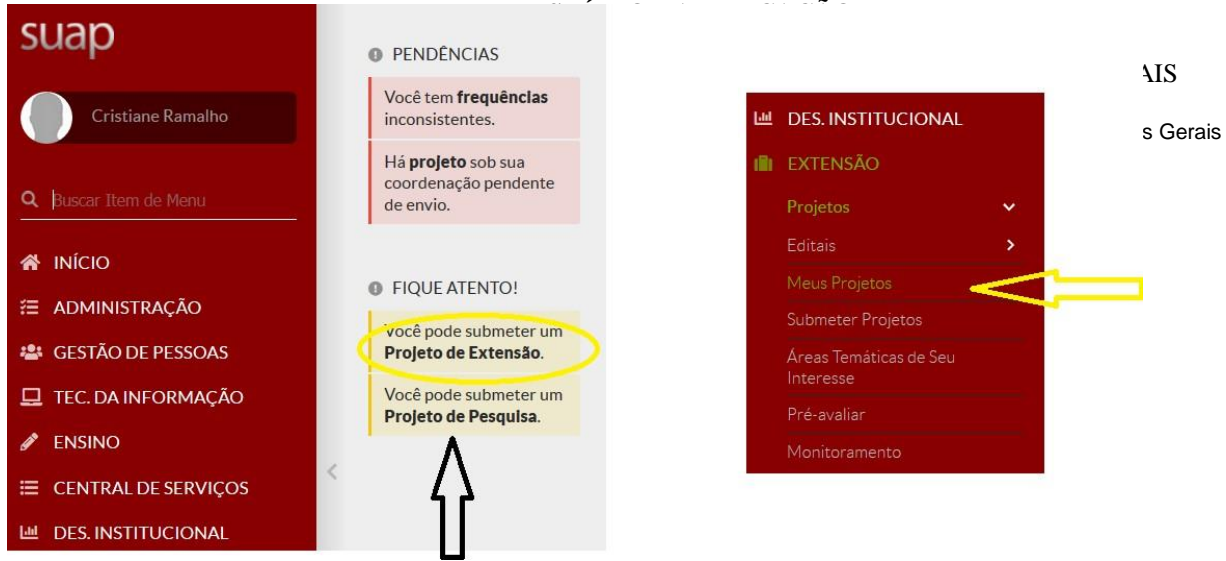 suap
Cristiane Ramalho
Buscar Item de Menu
INÍCIO
ADMINISTRAÇÃO
GESTÃO DE PESSOAS
TEC. DA INFORMAÇÃO
ENSINO
CENTRAL DE SERVIÇOS
DES. INSTITUCIONAL
PENDÊNCIAS
Você tem frequências
inconsistentes.
Há projeto sob sua
coordenação pendente
de envio.
FIQUE ATENTO!
Você pode submeter um
Projeto de Extensão.
Você pode submeter um
Projeto de Pesquisa.
DES. INSTITUCIONAL
EXTENSÃO
Projetos
Editais
Meus Projetos
Submeter Projetos
Áreas Temáticas de Seu
Interesse
Pré-avaliar
Monitoramento
AIS
s Gerais